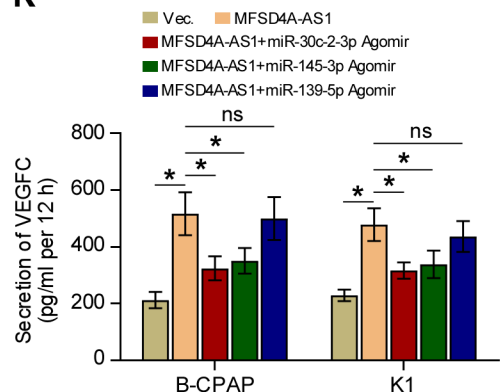 Vec. MFSD4A-AS1
MFSD4A-AS1+miR-30c-2-3p Agomir
MFSD4A-AS1+miR-145-3p Agomir
MFSD4A-AS1+miR-139-5p Agomir
Secretion of VEGFC
(pg/ml per 12 h)
800
600
400
200
0
ns
*
*
*
ns
*
*
*
B-CPAP K1